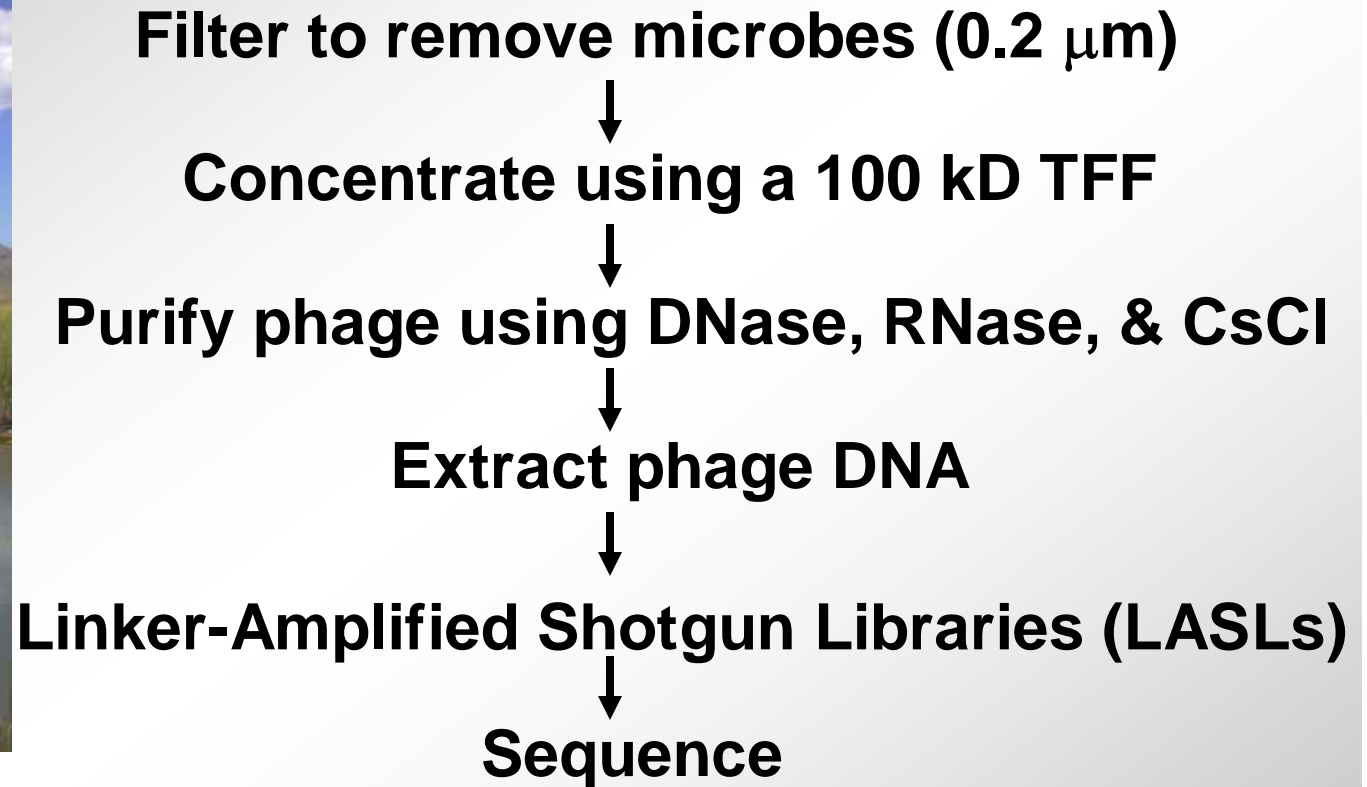 Filter to remove microbes (0.2 μm)
Concentrate using a 100 kD TFF
Purify phage using DNase, RNase, & CsCl
Extract phage DNA
Linker-Amplified Shotgun Libraries (LASLs)
Sequence